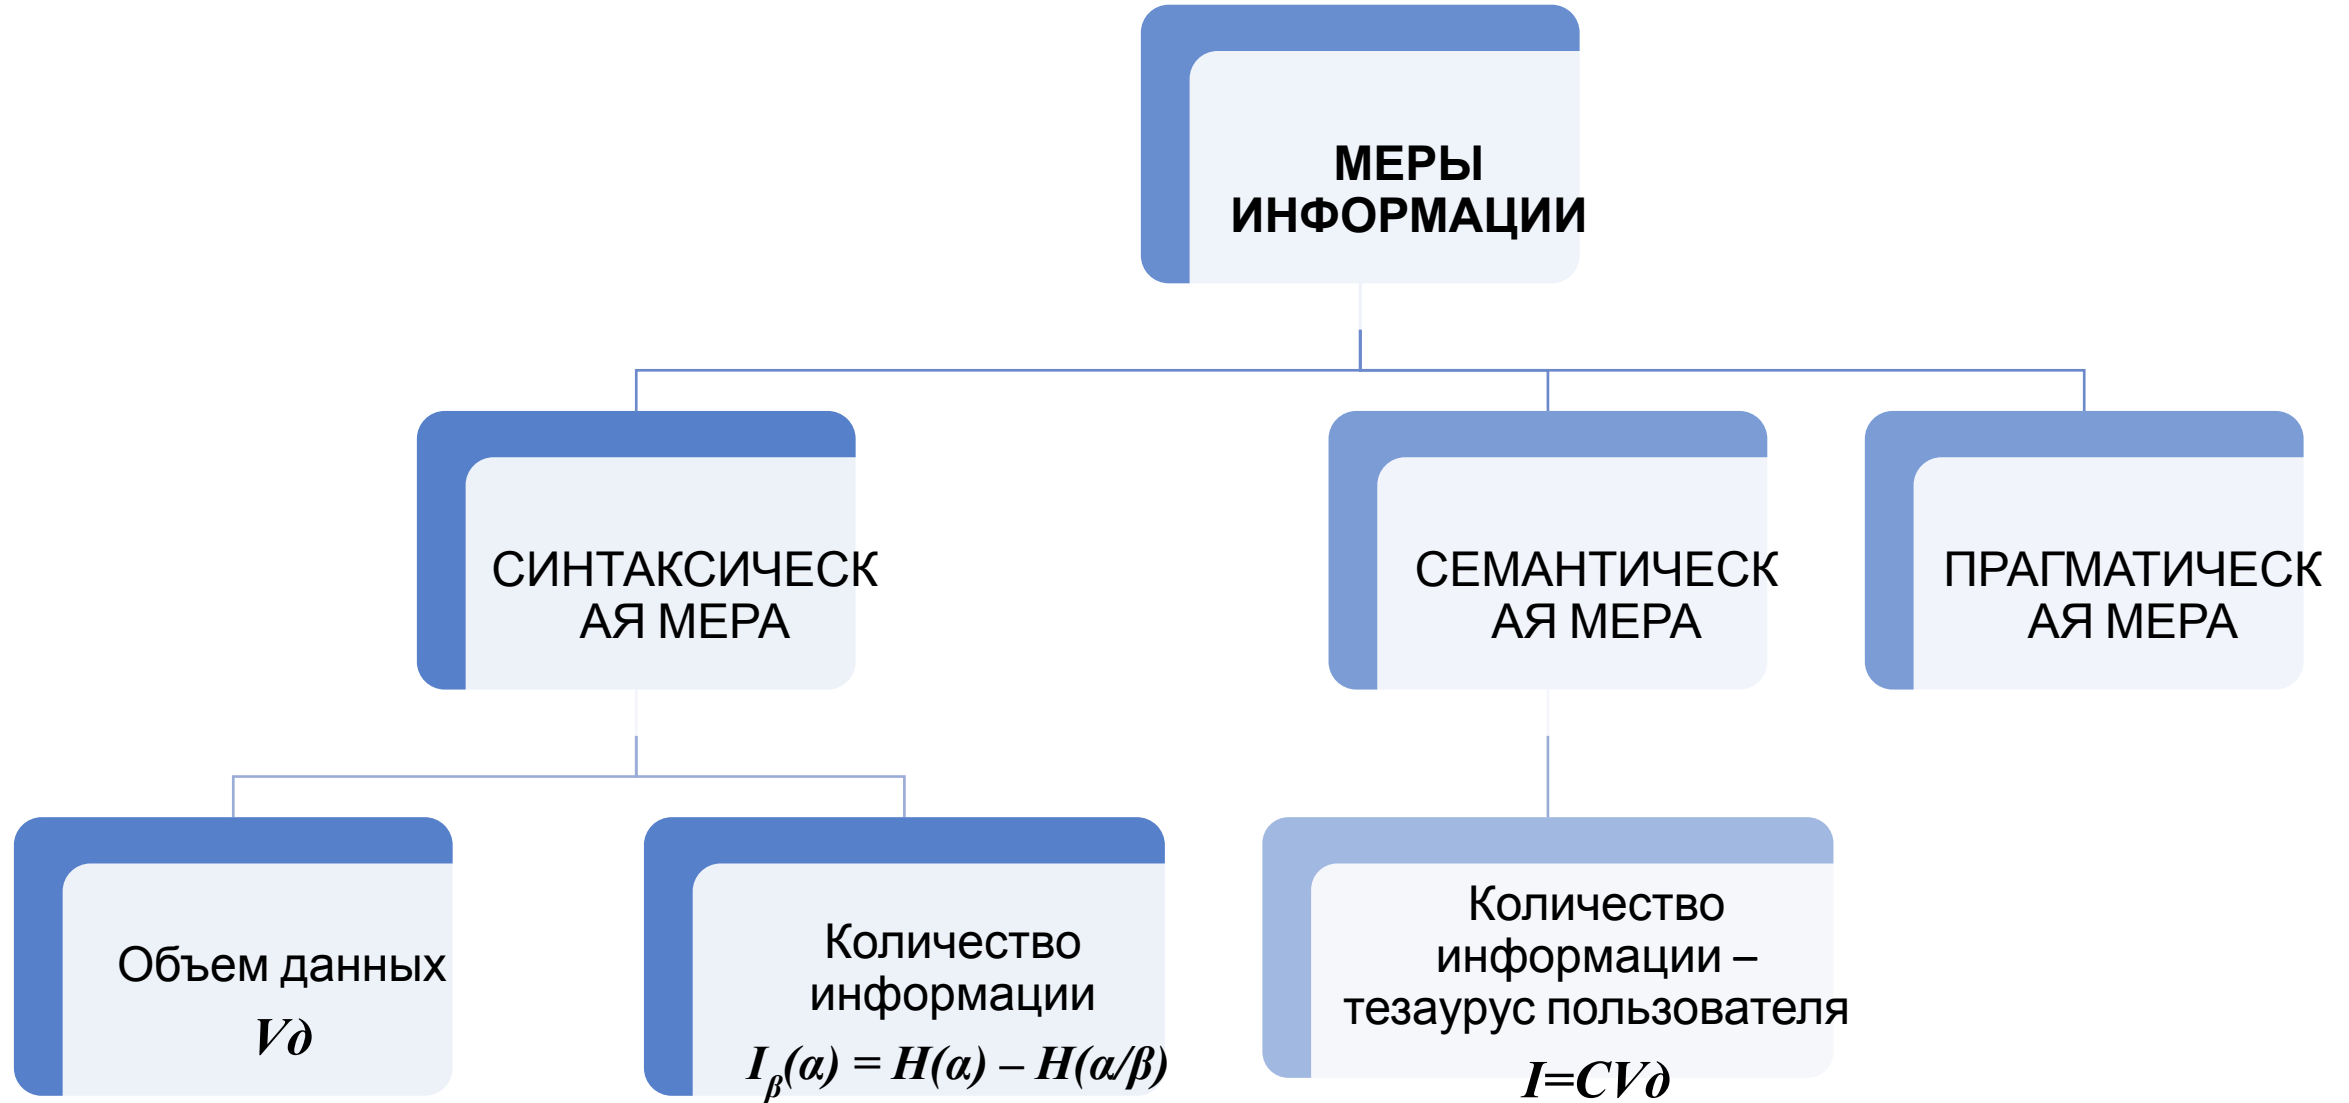 МЕРЫ
ИНФОРМАЦИИ
СИНТАКСИЧЕСК
АЯ МЕРА
СЕМАНТИЧЕСК
АЯ МЕРА
ПРАГМАТИЧЕСК
АЯ МЕРА
Объем данных
Vд
Количество
информации
Iβ(α) = H(α) – H(α/β)
Количество
информации –
тезаурус пользователя
I=CVд